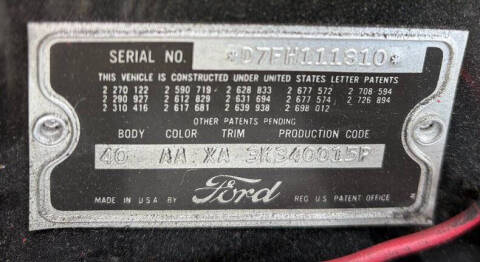 SERIAL NO. *D7FH111810*
THIS VEHICLE IS CONSTRUCTED UNDER UNITED STATES LETTER PATENTS
2 270 122 2 590 719 2 628 833 2 677 572 2 708-594
2 290 927 2 612 829 2 631 694 2 677 574 2 726 894
2 310 416 2 617 681 2 639 938 2 698 012
OTHER PATENTS PENDING
BODY COLOR TRIM PRODUCTION CODE
40 AA XA 3KS40015P
MADE IN U.S.A. BY Ford REG U.S PATENT OFFICE